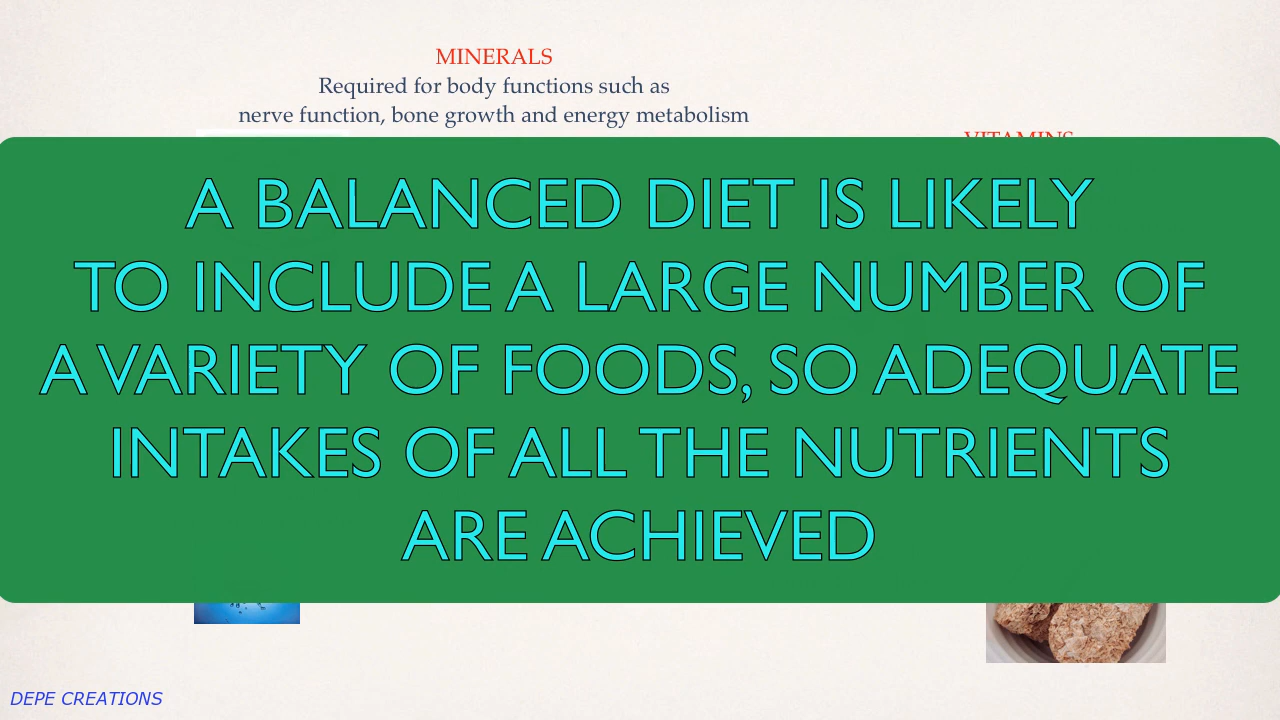 MINERALS
Required for body functions such as
nerve function, bone growth and energy metabolism
VITAMINS
A BALANCED DIET IS LIKELY
TO INCLUDE A LARGE NUMBER OF
A VARIETY OF FOODS, SO ADEQUATE
INTAKES OF ALL THE NUTRIENTS
ARE ACHIEVED
DEPE CREATIONS